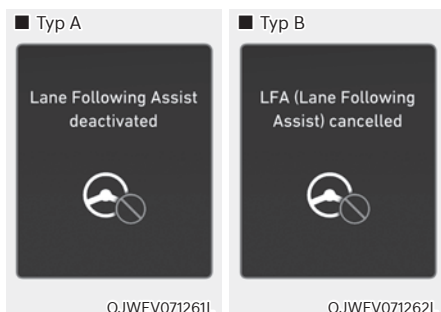 ■ Typ A
Lane Following Assist
deactivated
OJWEV071261L
■ Typ B
LFA (Lane Following
Assist) cancelled
OJWEV071262L